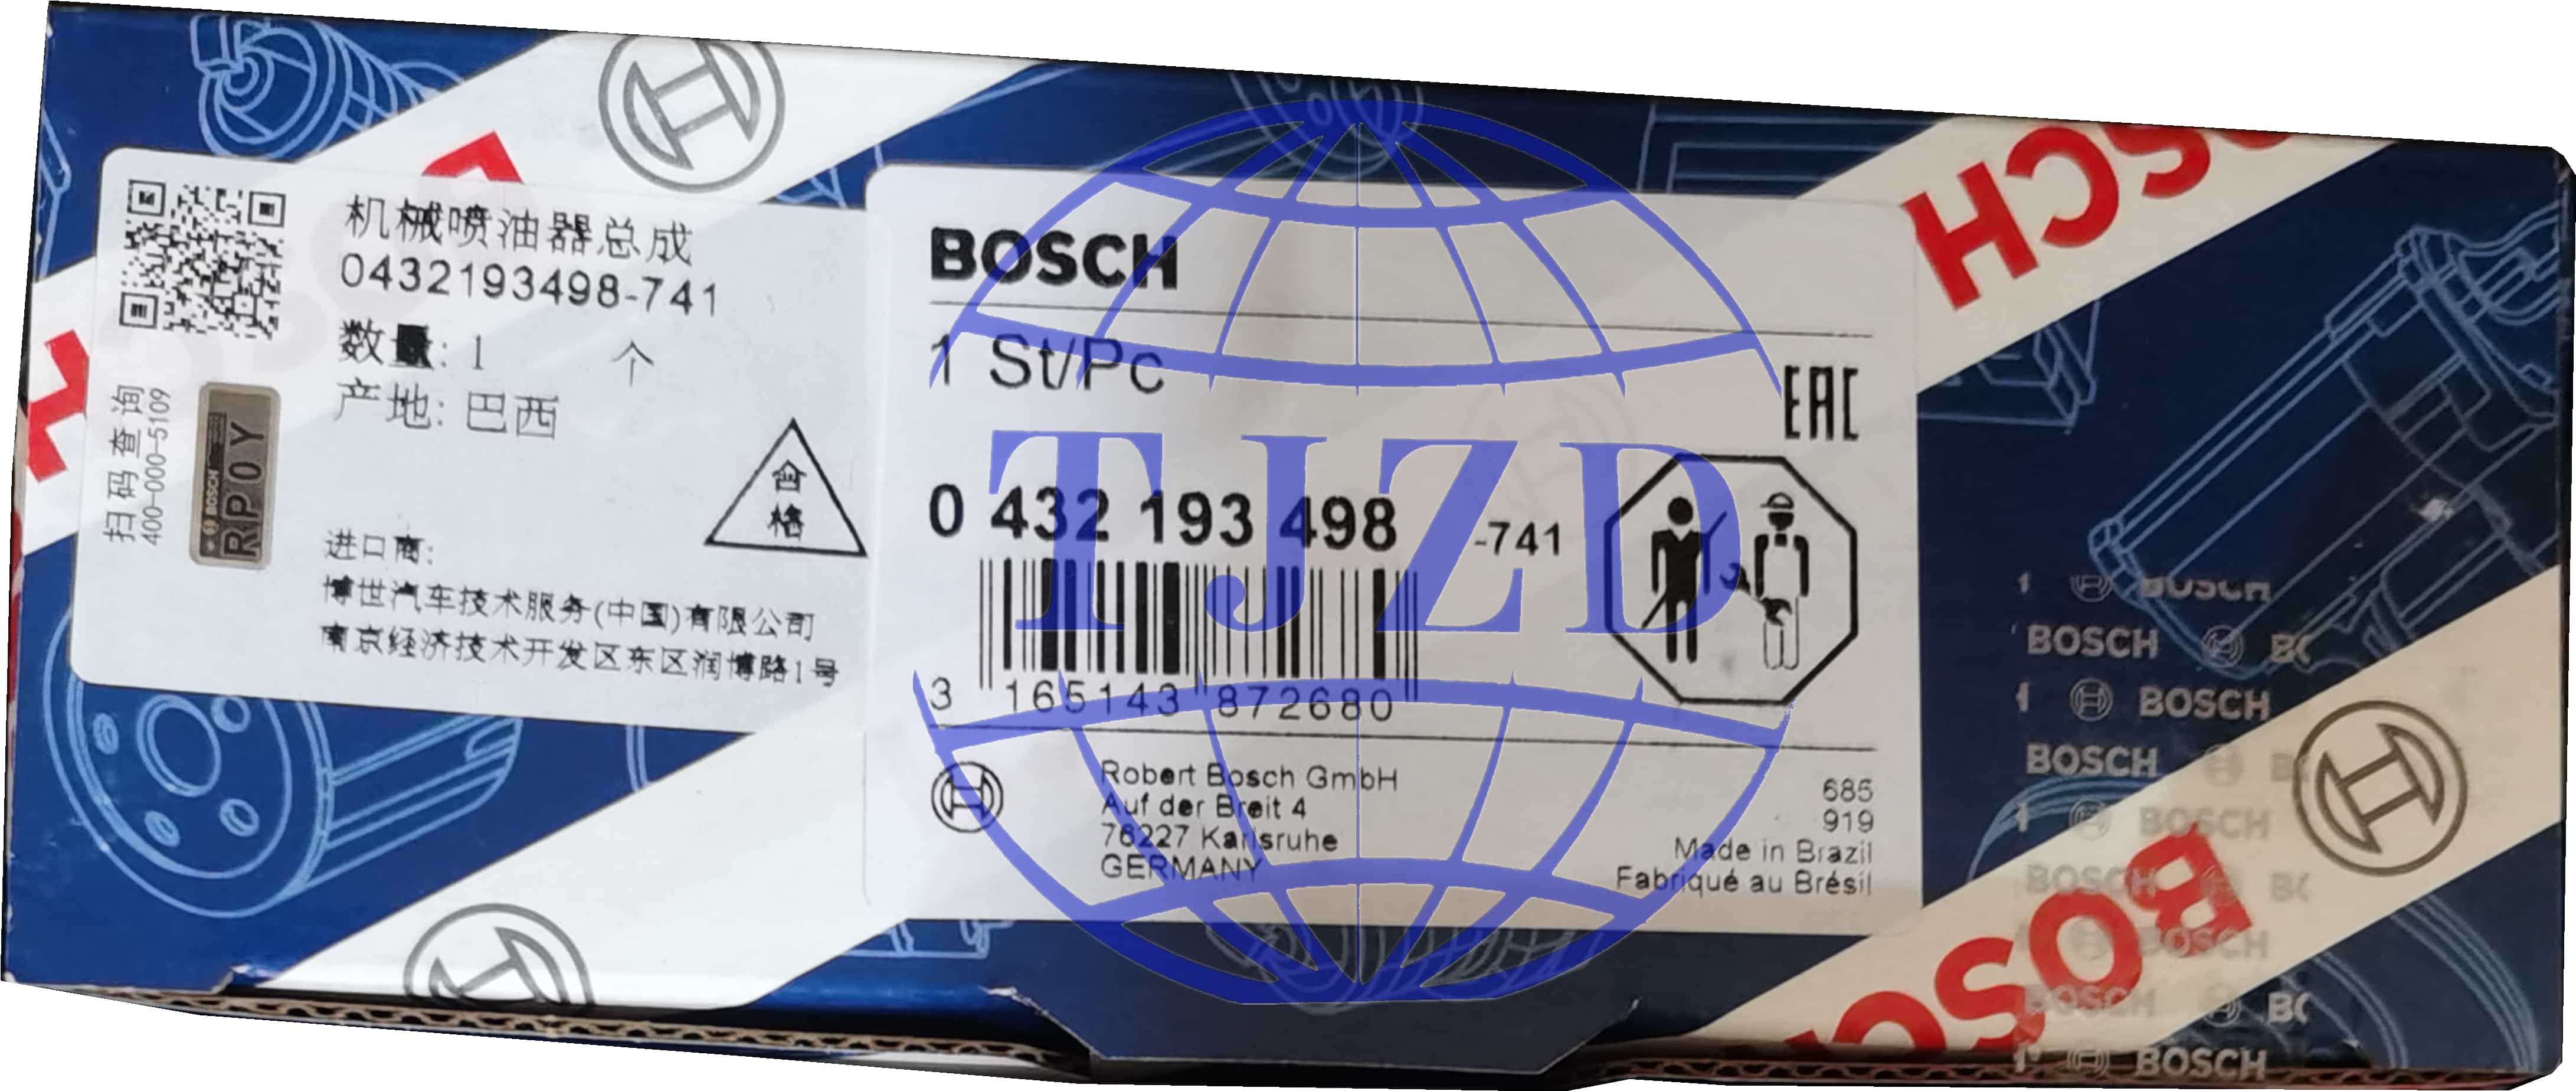 机械喷油器总成
0432193498-741
数量: 1 个
产地: 巴西
扫码查询
400-000-5109
BOSCH
RP0Y
合格
进口商:
博世汽车技术服务(中国)有限公司
南京经济技术开发区东区润博路1号
BOSCH
1 St/Pc
EAC
0 432 193 498 -741
3 165143 872680
Robert Bosch GmbH
Auf der Breit 4
76227 Karlsruhe
GERMANY
685
919
Made in Brazil
Fabriqué au Brésil
TJZD
BOSCH
BOSCH
BOSCH
BOSCH
BOSCH
BOSCH
BOSCH
BOSCH
BOSCH